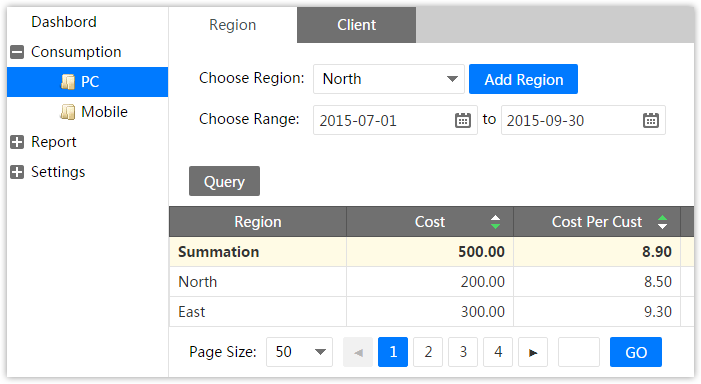 Dashbord
Consumption
PC
Mobile
Report
Settings
Region Client
Choose Region: North Add Region
Choose Range: 2015-07-01 to 2015-09-30
Query
Region Cost Cost Per Cust
Summation 500.00 8.90
North 200.00 8.50
East 300.00 9.30
Page Size: 50 1 2 3 4 GO